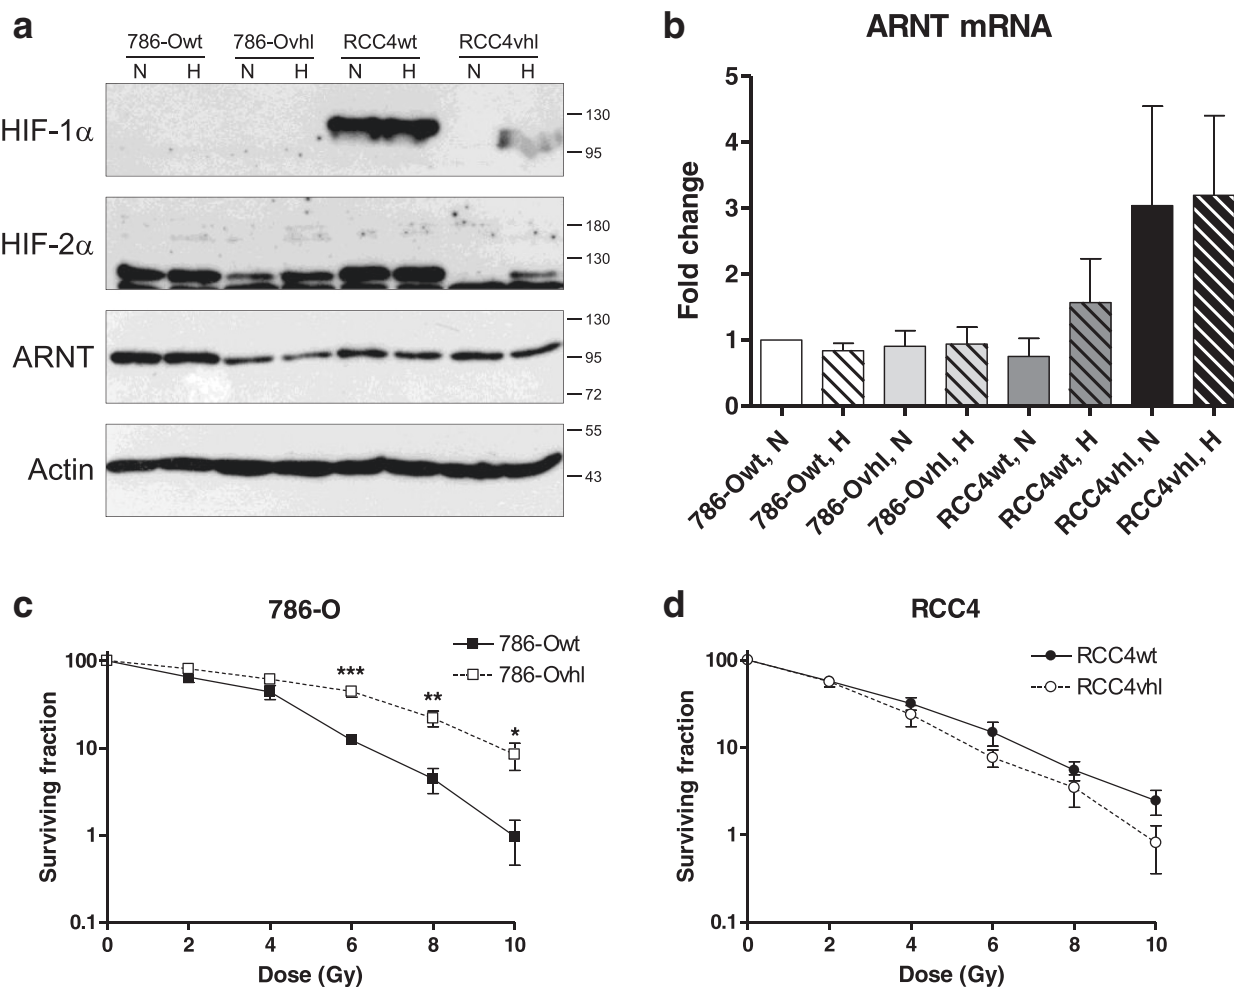 a
786-Owt 786-Ovhl RCC4wt RCC4vhl
N H N H N H N H
HIF-1α
130
95
HIF-2α
180
130
ARNT
130
95
72
Actin
55
43
b
ARNT mRNA
Fold change
5
4
3
2
1
0
786-Owt, N
786-Owt, H
786-Ovhl, N
786-Ovhl, H
RCC4wt, N
RCC4wt, H
RCC4vhl, N
RCC4vhl, H
c
786-O
786-Owt
786-Ovhl
***
**
*
Surviving fraction
100
10
1
0.1
0 2 4 6 8 10
Dose (Gy)
d
RCC4
RCC4wt
RCC4vhl
Surviving fraction
100
10
1
0.1
0 2 4 6 8 10
Dose (Gy)